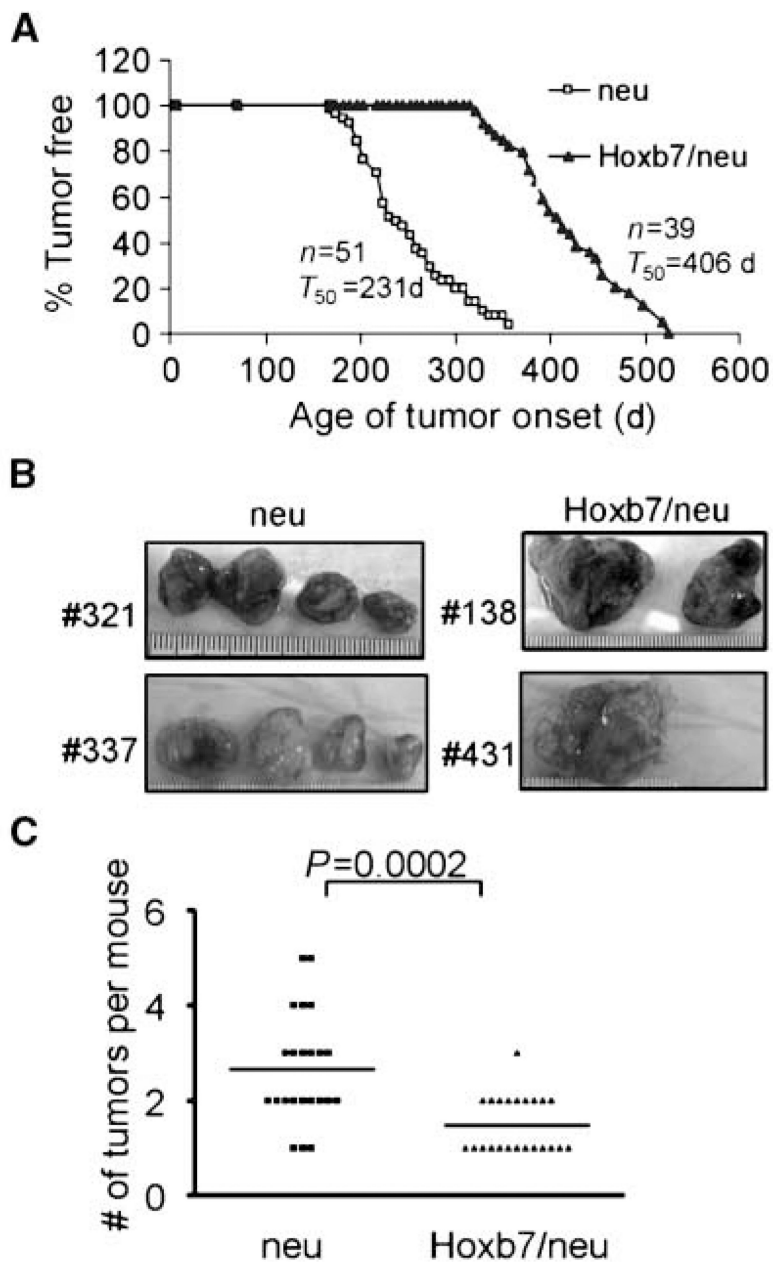 A
120
100
80
60
40
20
0
% Tumor free
neu
Hoxb7/neu
n=51
T50 =231d
n=39
T50=406 d
0 100 200 300 400 500 600
Age of tumor onset (d)
B
neu
Hoxb7/neu
#321
#138
#337
#431
C
P=0.0002
# of tumors per mouse
6
4
2
0
neu
Hoxb7/neu